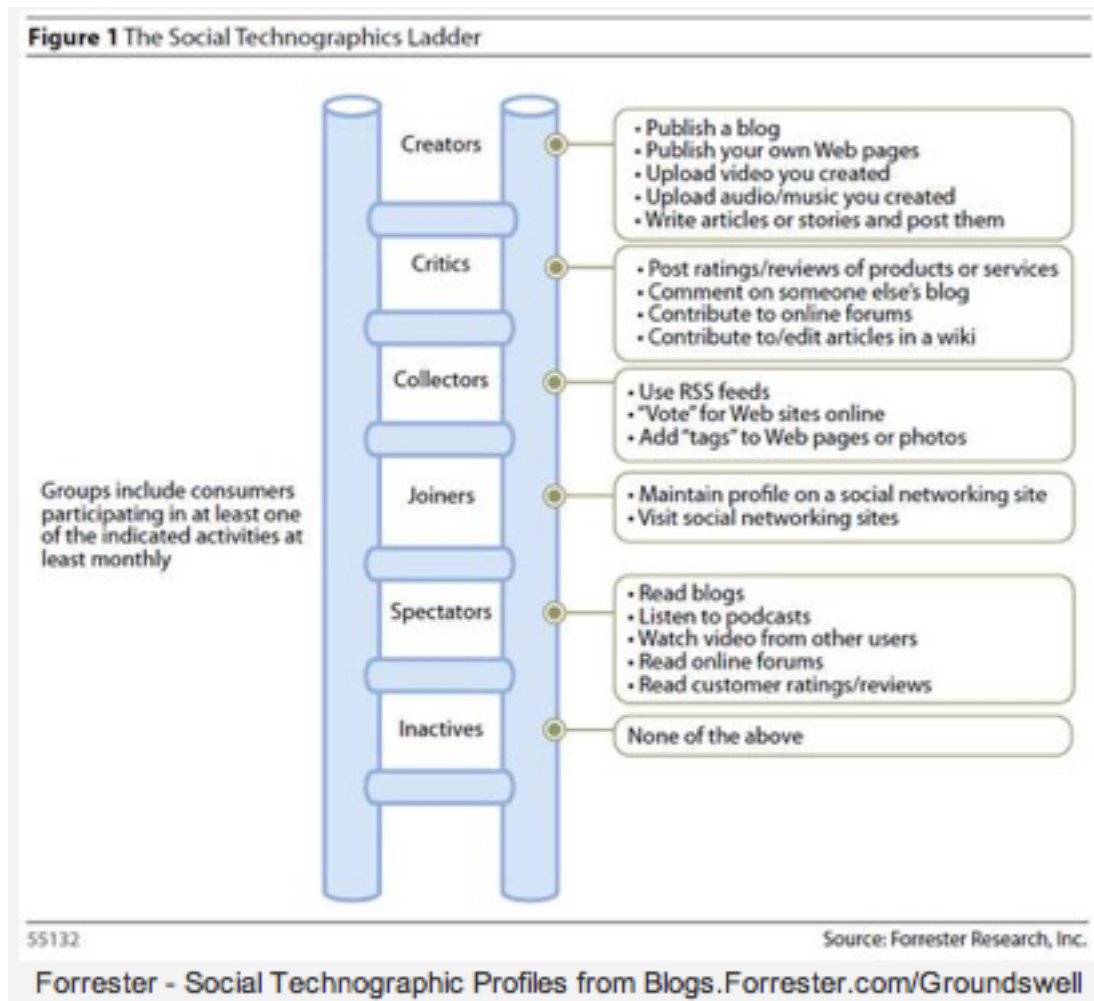 Figure 1 The Social Technographics Ladder
Creators
• Publish a blog
• Publish your own Web pages
• Upload video you created
• Upload audio/music you created
• Write articles or stories and post them
Critics
• Post ratings/reviews of products or services
• Comment on someone else's blog
• Contribute to online forums
• Contribute to/edit articles in a wiki
Collectors
• Use RSS feeds
• "Vote" for Web sites online
• Add "tags" to Web pages or photos
Groups include consumers
participating in at least one
of the indicated activities at
least monthly
Joiners
• Maintain profile on a social networking site
• Visit social networking sites
Spectators
• Read blogs
• Listen to podcasts
• Watch video from other users
• Read online forums
• Read customer ratings/reviews
Inactives
None of the above
55132
Source: Forrester Research, Inc.
Forrester - Social Technographic Profiles from Blogs.Forrester.com/Groundswell